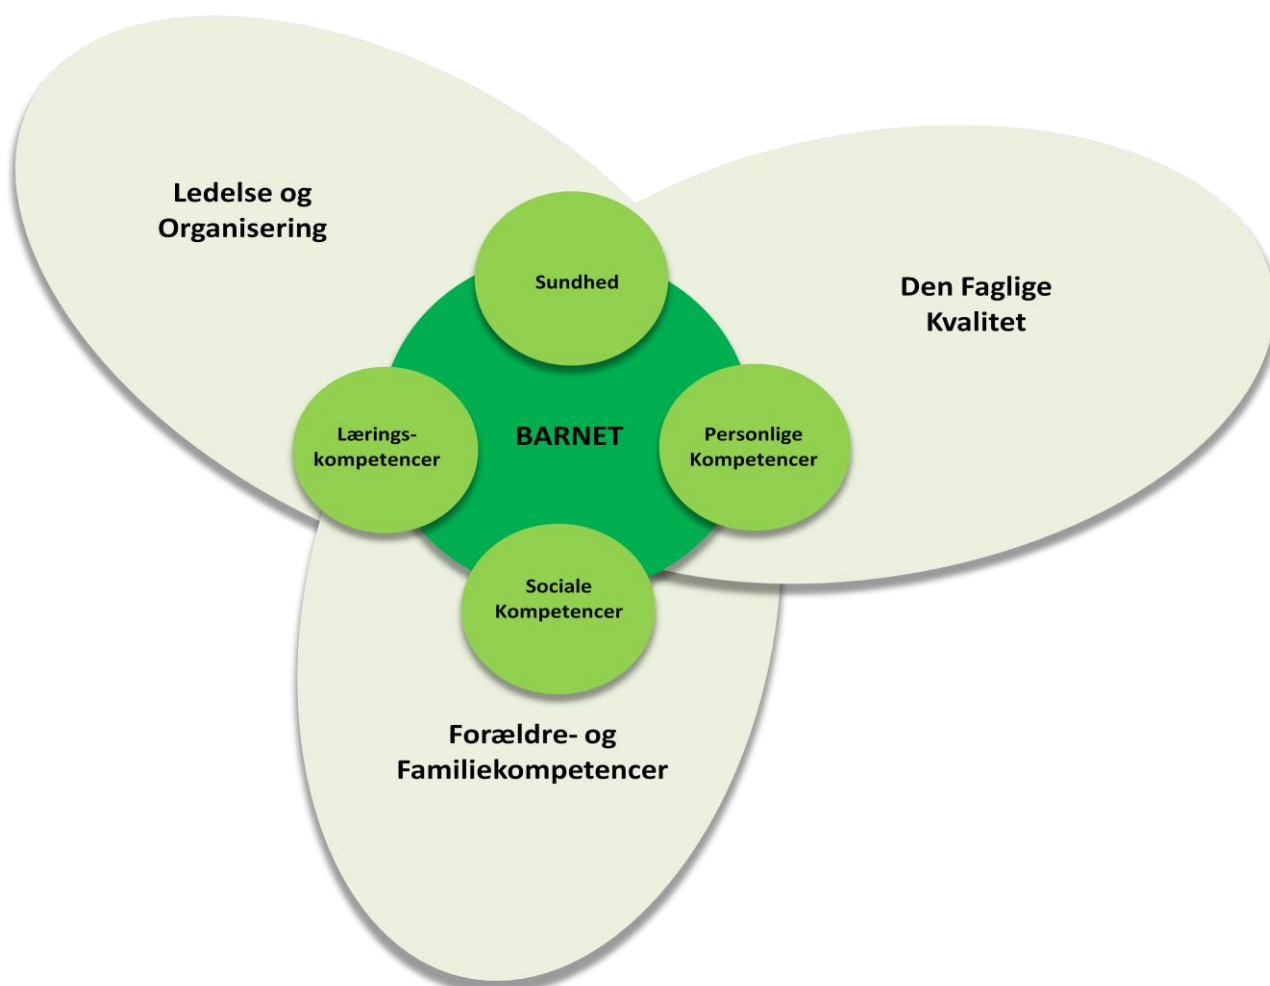 Ledelse og
Organisering
Sundhed
Den Faglige
Kvalitet
Lærings-
kompetencer
BARNET
Personlige
Kompetencer
Sociale
Kompetencer
Forældre- og
Familiekompetencer